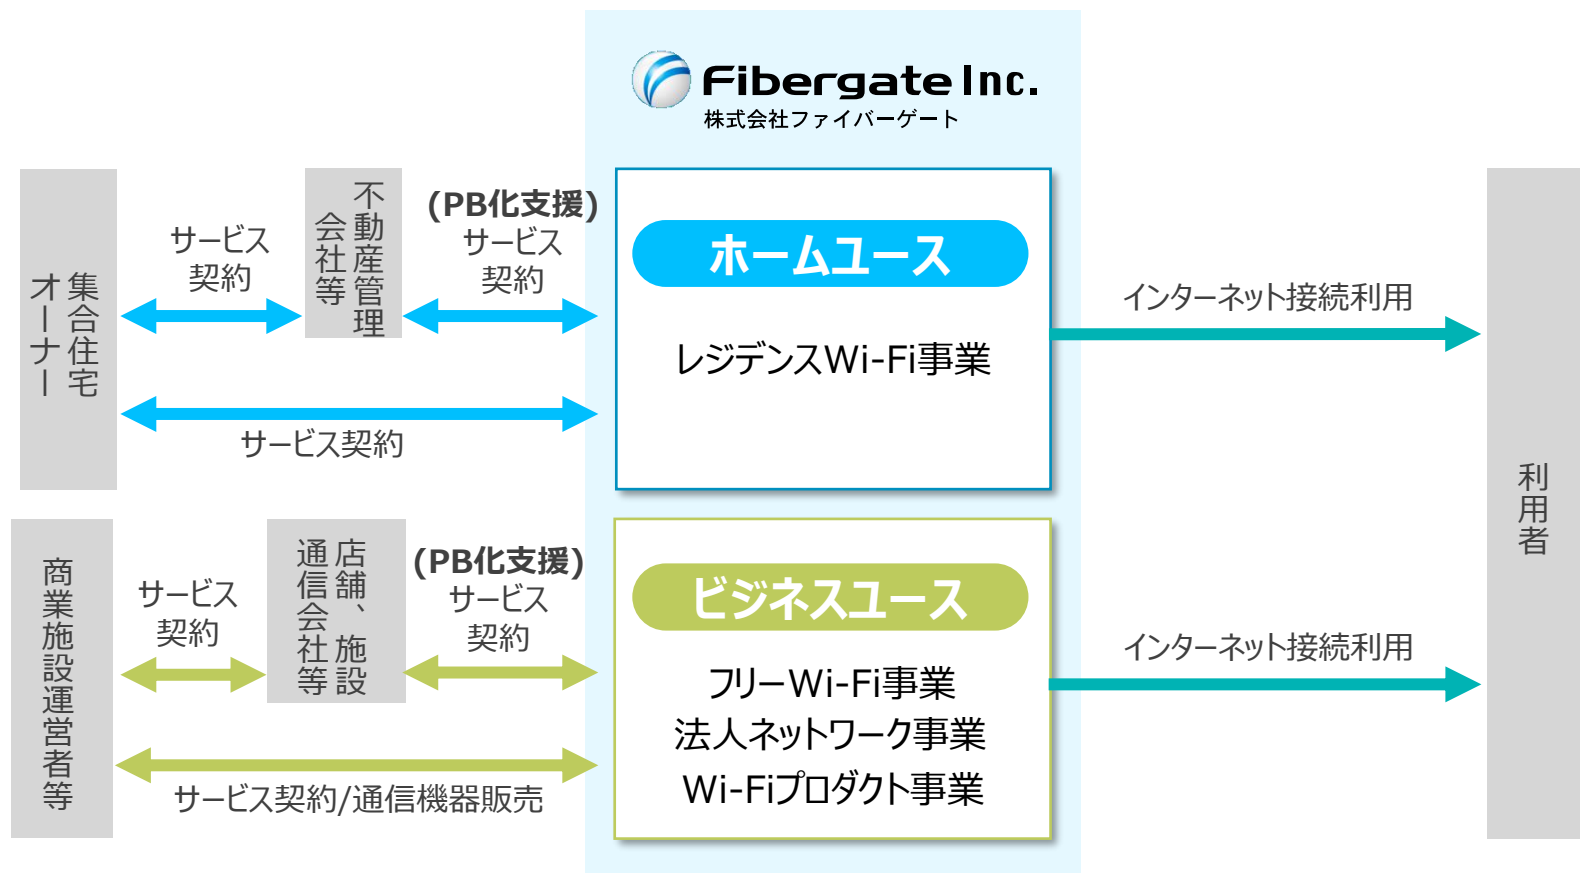 Fibergate Inc.
株式会社ファイバーゲート
集合住宅
オーナー
サービス
契約
不動産管理
会社等
(PB化支援)
サービス
契約
サービス契約
ホームユース
レジデンスWi-Fi事業
インターネット接続利用
商業施設運営者等
サービス
契約
店舗、施設
通信会社等
(PB化支援)
サービス
契約
サービス契約/通信機器販売
ビジネスユース
フリーWi-Fi事業
法人ネットワーク事業
Wi-Fiプロダクト事業
インターネット接続利用
利用者